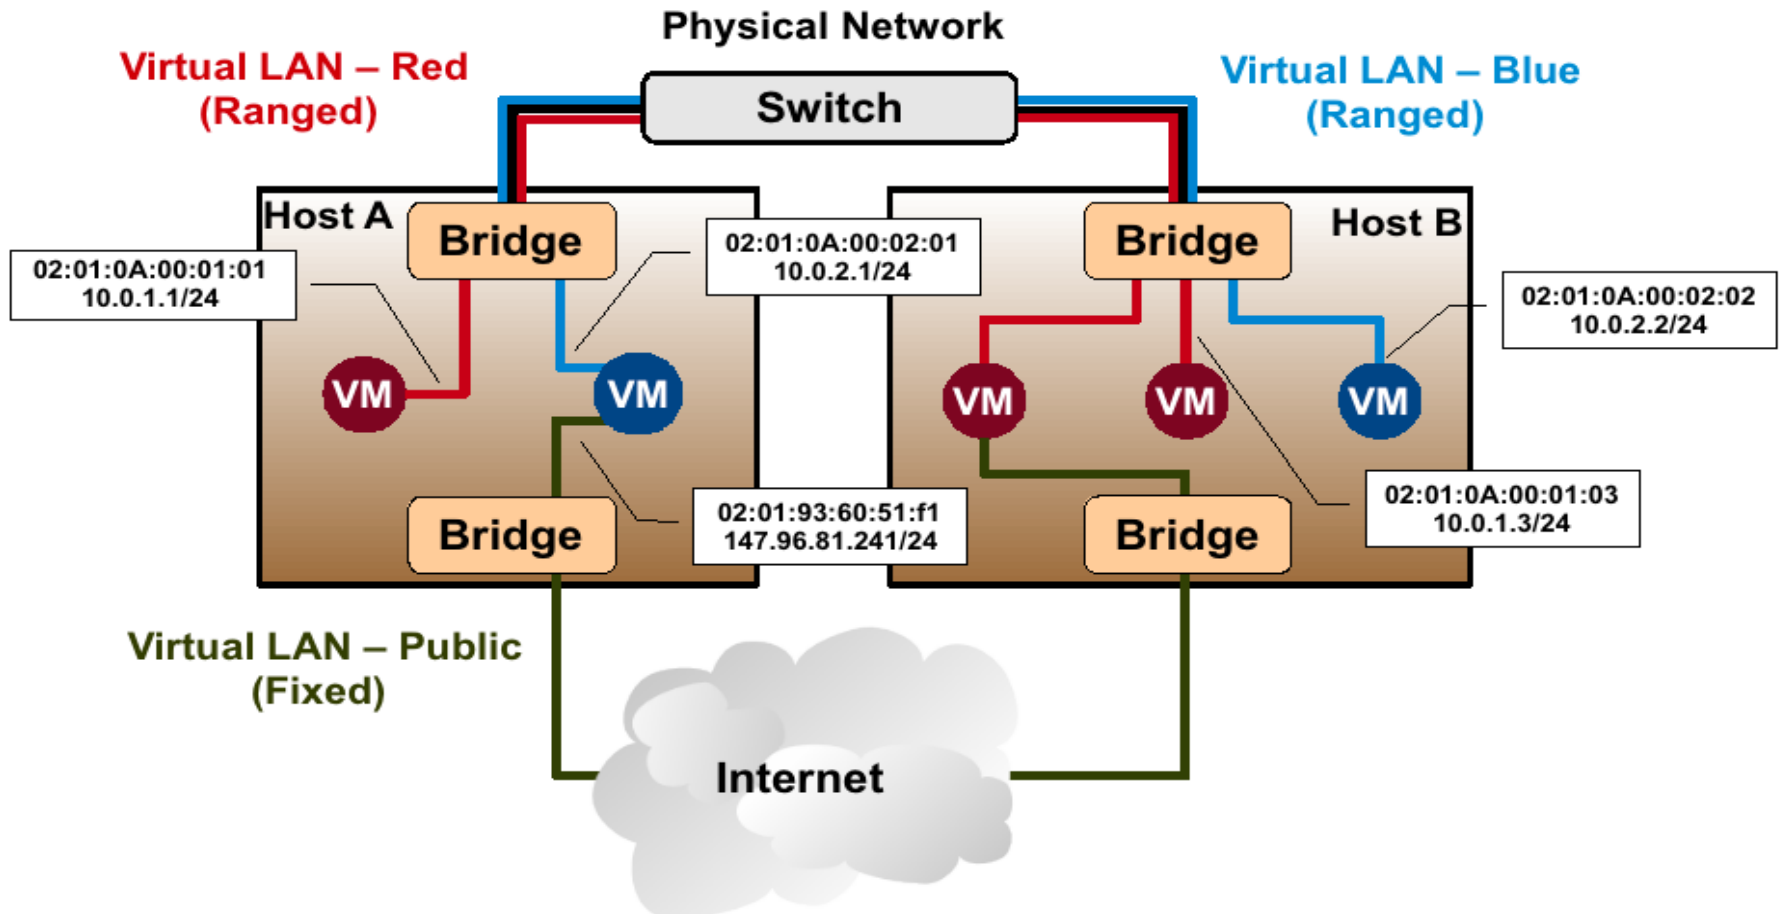 Physical Network
Virtual LAN – Red
(Ranged)
Switch
Virtual LAN – Blue
(Ranged)
Host A
Bridge
02:01:0A:00:01:01
10.0.1.1/24
02:01:0A:00:02:01
10.0.2.1/24
VM
VM
Bridge
02:01:93:60:51:f1
147.96.81.241/24
Bridge
Host B
02:01:0A:00:02:02
10.0.2.2/24
VM
VM
VM
02:01:0A:00:01:03
10.0.1.3/24
Bridge
Virtual LAN – Public
(Fixed)
Internet